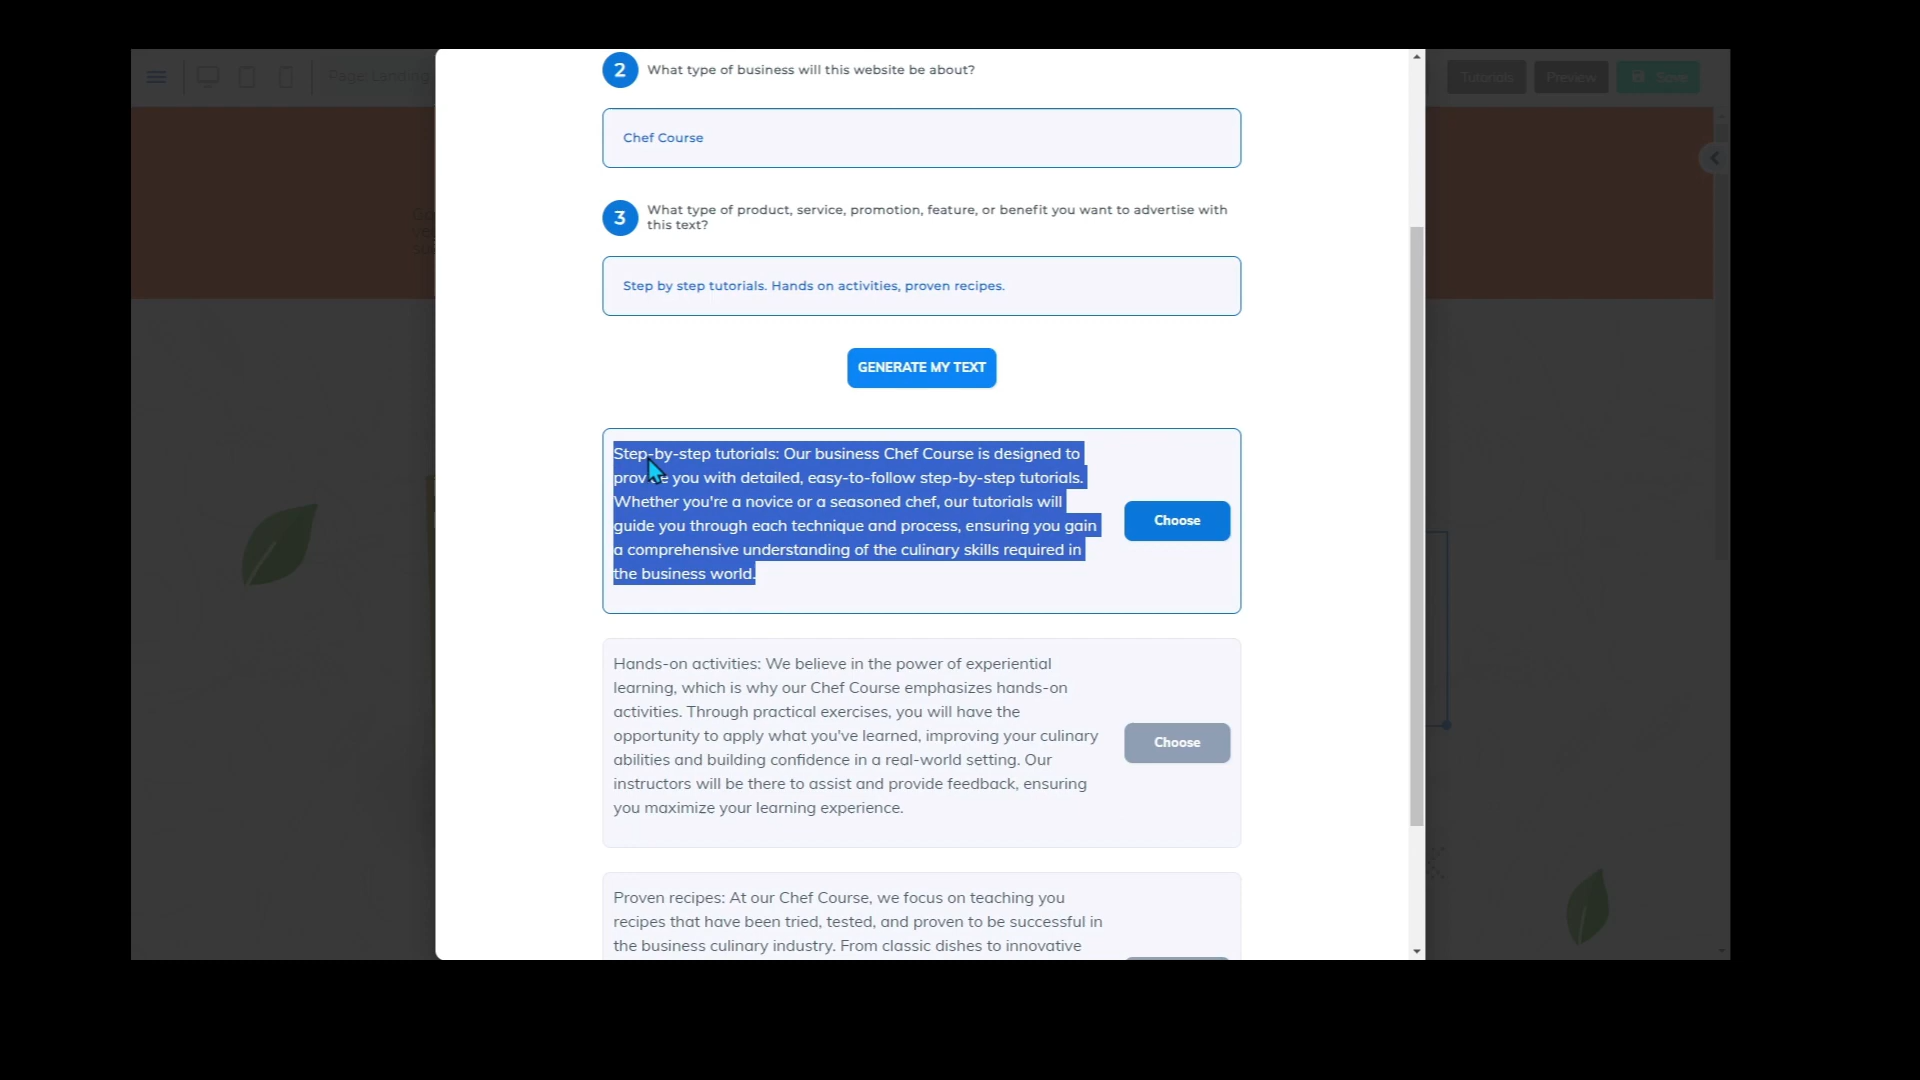 Page: Landing
Tutorials
Preview
Save
2
What type of business will this website be about?
Chef Course
3
What type of product, service, promotion, feature, or benefit you want to advertise with
this text?
Step by step tutorials. Hands on activities, proven recipes.
GENERATE MY TEXT
Step-by-step tutorials: Our business Chef Course is designed to
provide you with detailed, easy-to-follow step-by-step tutorials.
Whether you're a novice or a seasoned chef, our tutorials will
guide you through each technique and process, ensuring you gain
a comprehensive understanding of the culinary skills required in
the business world.
Choose
Hands-on activities: We believe in the power of experiential
learning, which is why our Chef Course emphasizes hands-on
activities. Through practical exercises, you will have the
opportunity to apply what you've learned, improving your culinary
abilities and building confidence in a real-world setting. Our
instructors will be there to assist and provide feedback, ensuring
you maximize your learning experience.
Choose
Proven recipes: At our Chef Course, we focus on teaching you
recipes that have been tried, tested, and proven to be successful in
the business culinary industry. From classic dishes to innovative